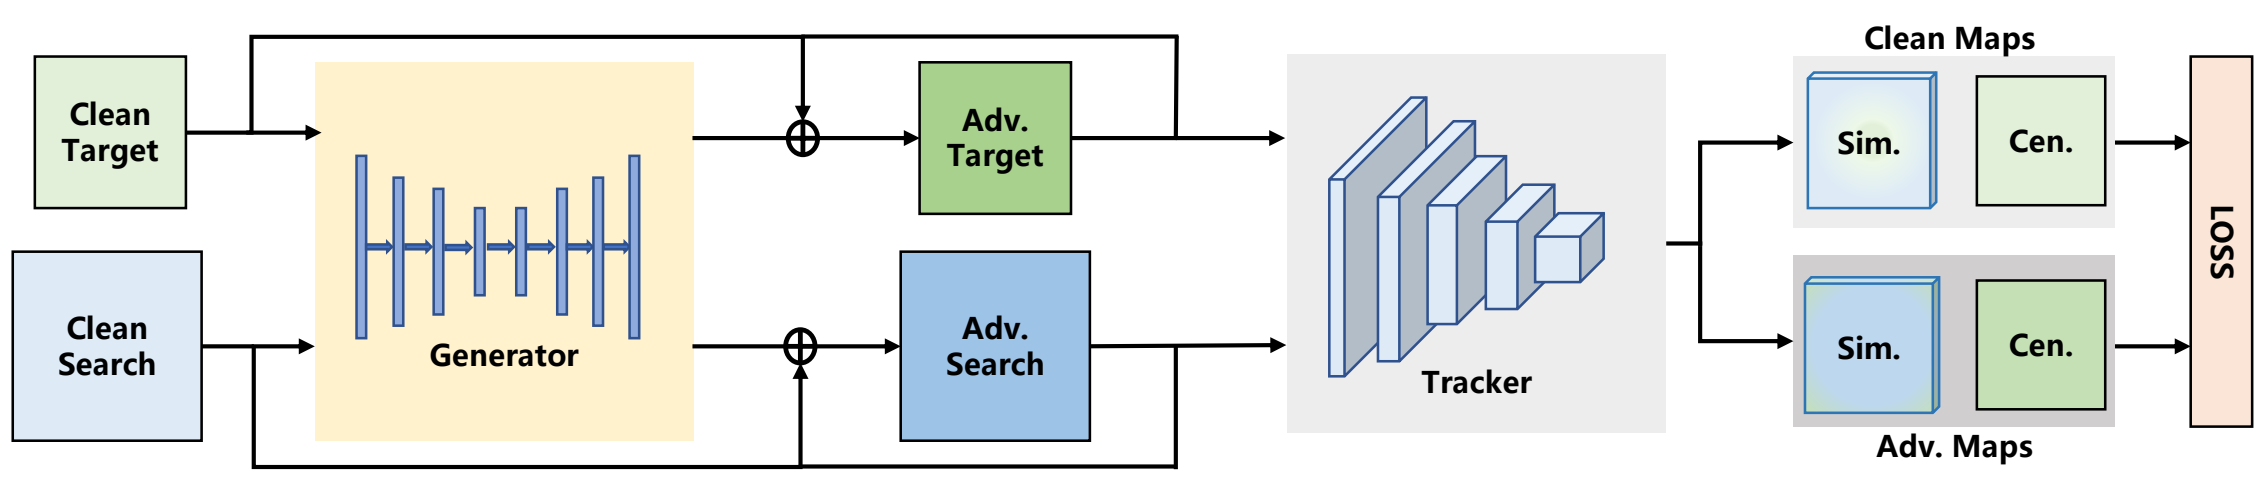 Clean
Target
Clean
Search
Generator
Adv.
Target
Adv.
Search
Tracker
Clean Maps
Sim.
Cen.
Sim.
Cen.
Adv. Maps
LOSS